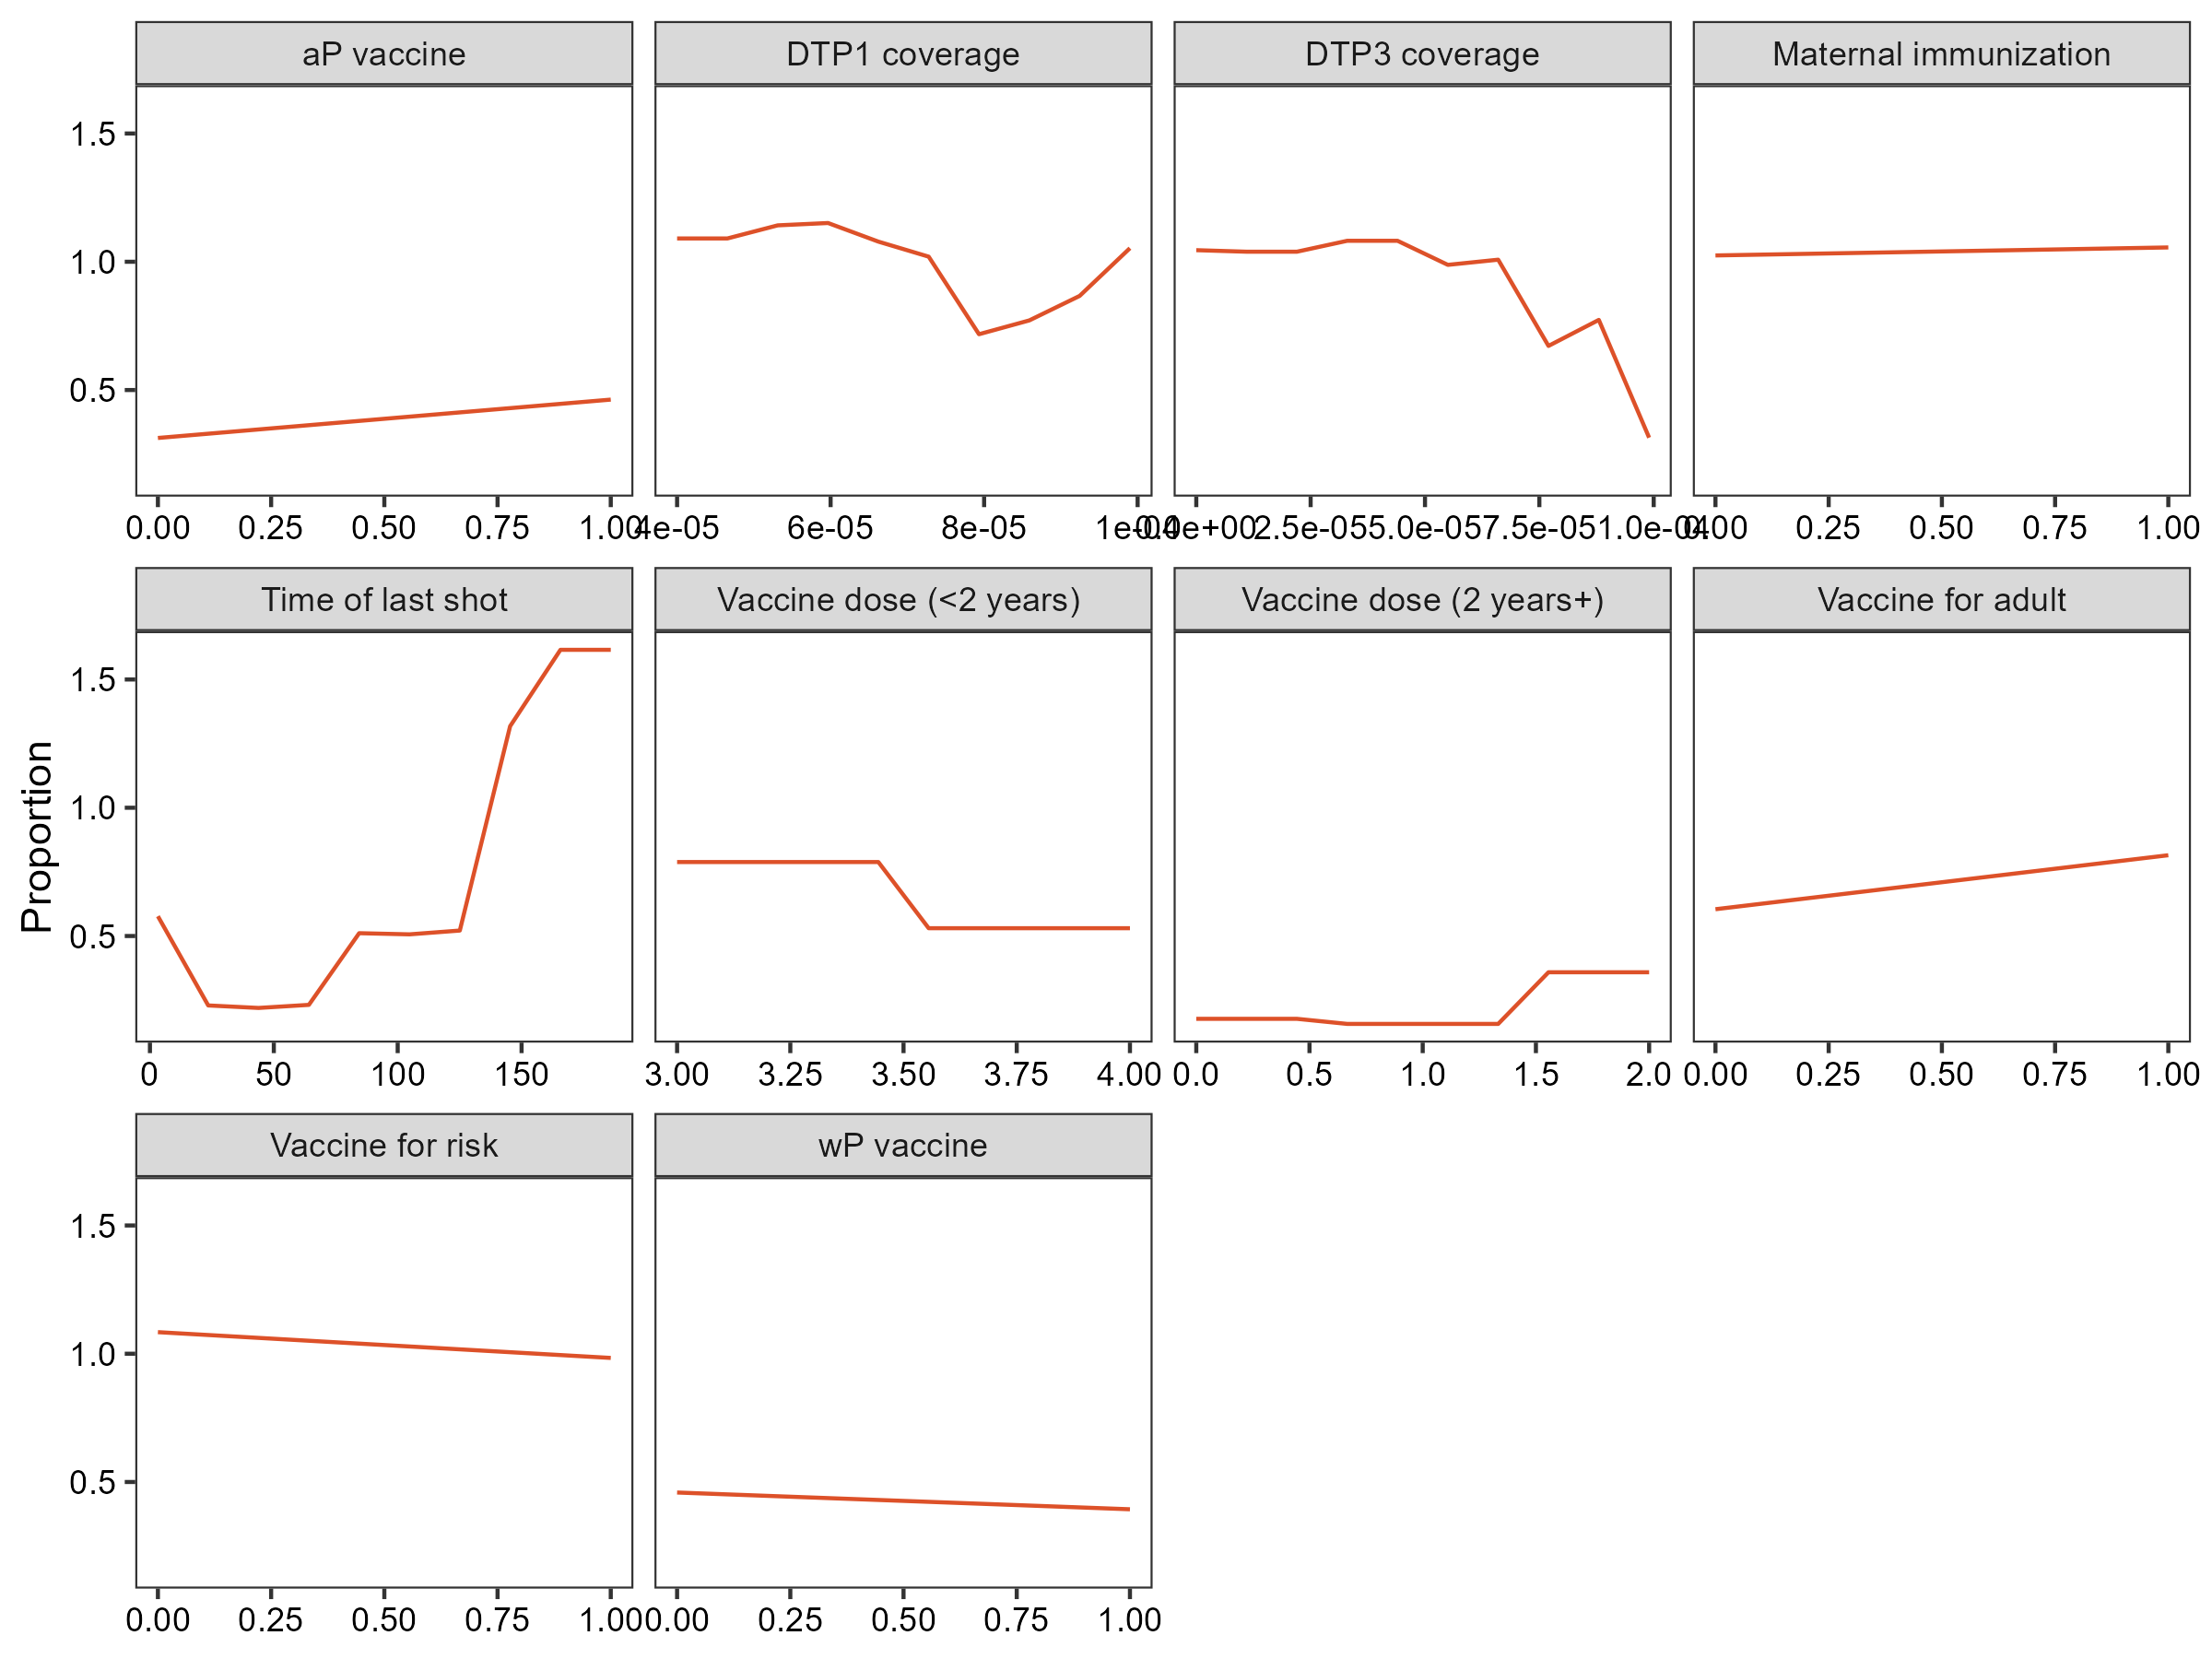 aP vaccine DTP1 coverage DTP3 coverage Maternal immunization
1.5
1.0
0.5
0.00 0.25 0.50 0.75 1.00 4e-05 6e-05 8e-05 1e-04 0.0e+00 2.5e-05 5.0e-05 7.5e-05 1.0e-04 0.00 0.25 0.50 0.75 1.00
Time of last shot Vaccine dose (<2 years) Vaccine dose (2 years+) Vaccine for adult
Proportion
1.5
1.0
0.5
0 50 100 150 3.00 3.25 3.50 3.75 4.00 0.0 0.5 1.0 1.5 2.0 0.00 0.25 0.50 0.75 1.00
Vaccine for risk wP vaccine
1.5
1.0
0.5
0.00 0.25 0.50 0.75 1.00 0.00 0.25 0.50 0.75 1.00